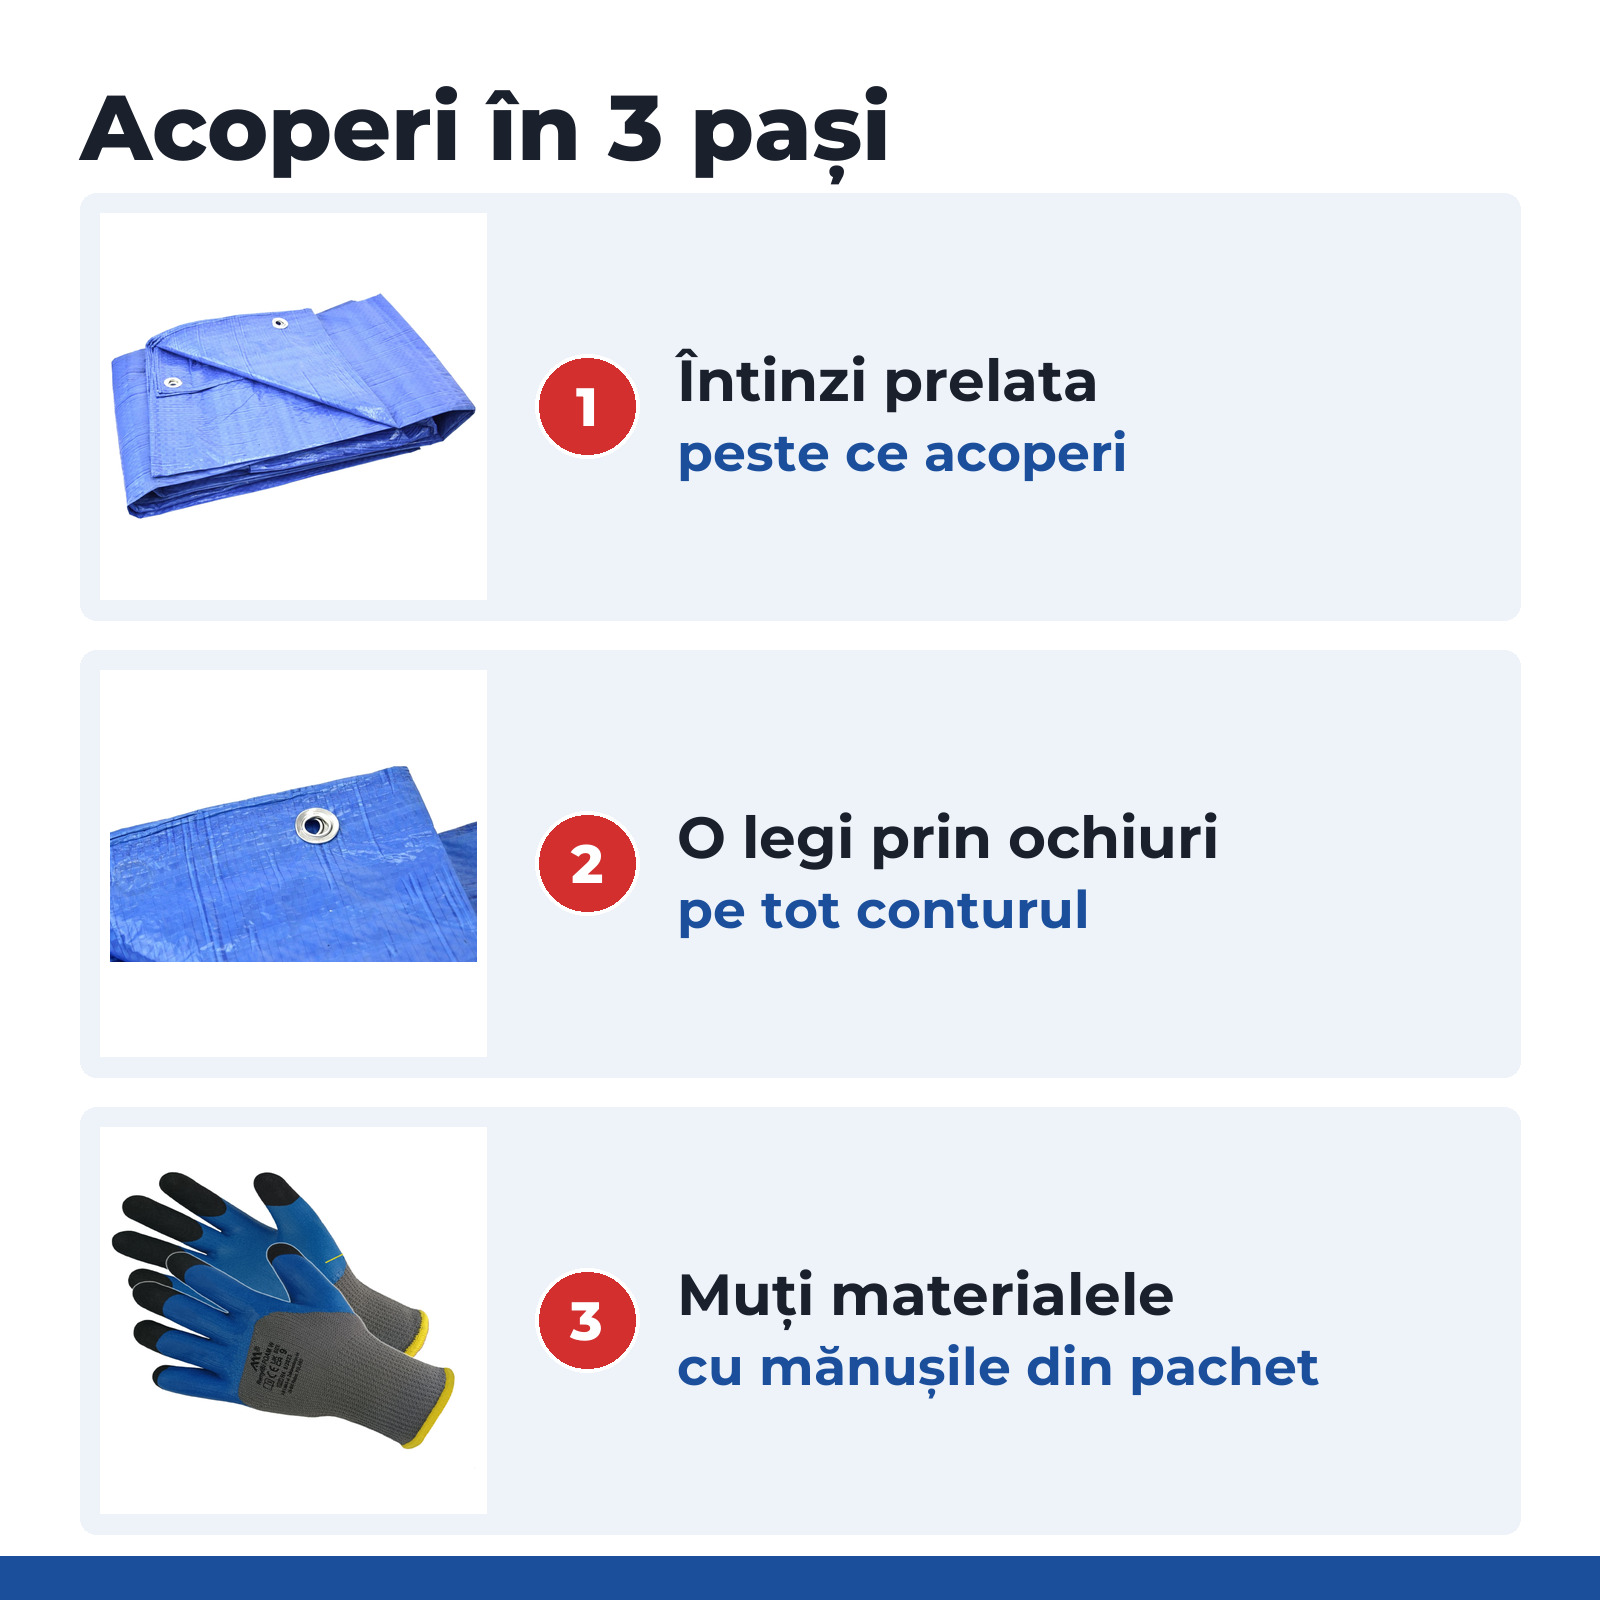 Acoperi în 3 pași
1
Întinzi prelata
peste ce acoperi
2
O legi prin ochiuri
pe tot conturul
3
Muți materialele
cu mănușile din pachet